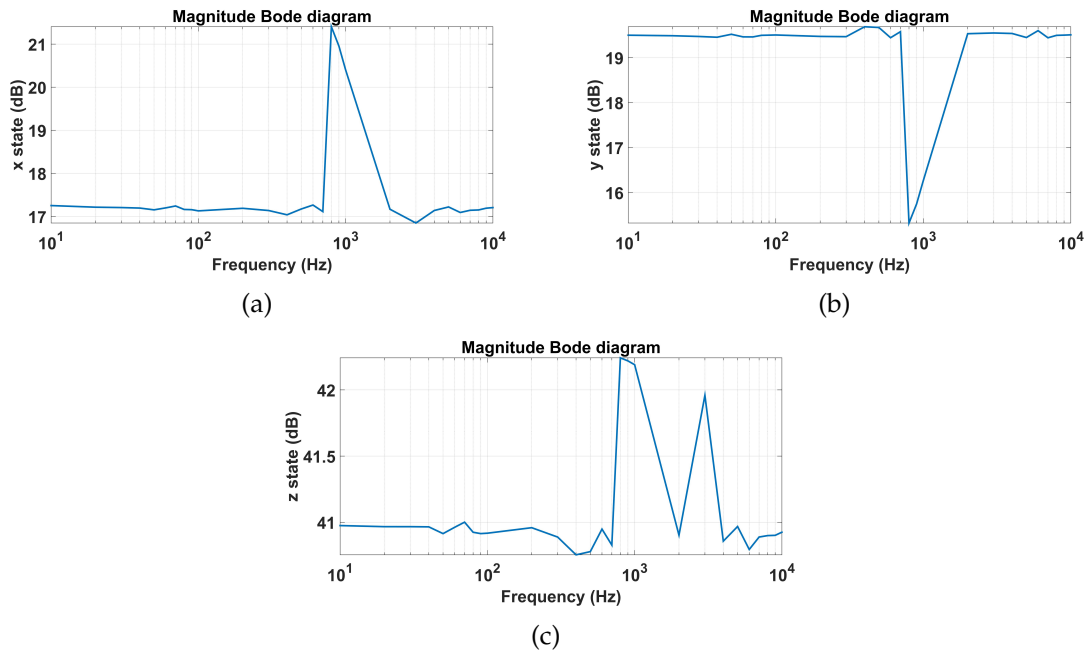 Magnitude Bode diagram
x state (dB)
21
20
19
18
17
10^1
10^2
10^3
10^4
Frequency (Hz)
(a)
Magnitude Bode diagram
y state (dB)
19
18
17
16
10^1
10^2
10^3
10^4
Frequency (Hz)
(b)
Magnitude Bode diagram
z state (dB)
42
41.5
41
10^1
10^2
10^3
10^4
Frequency (Hz)
(c)